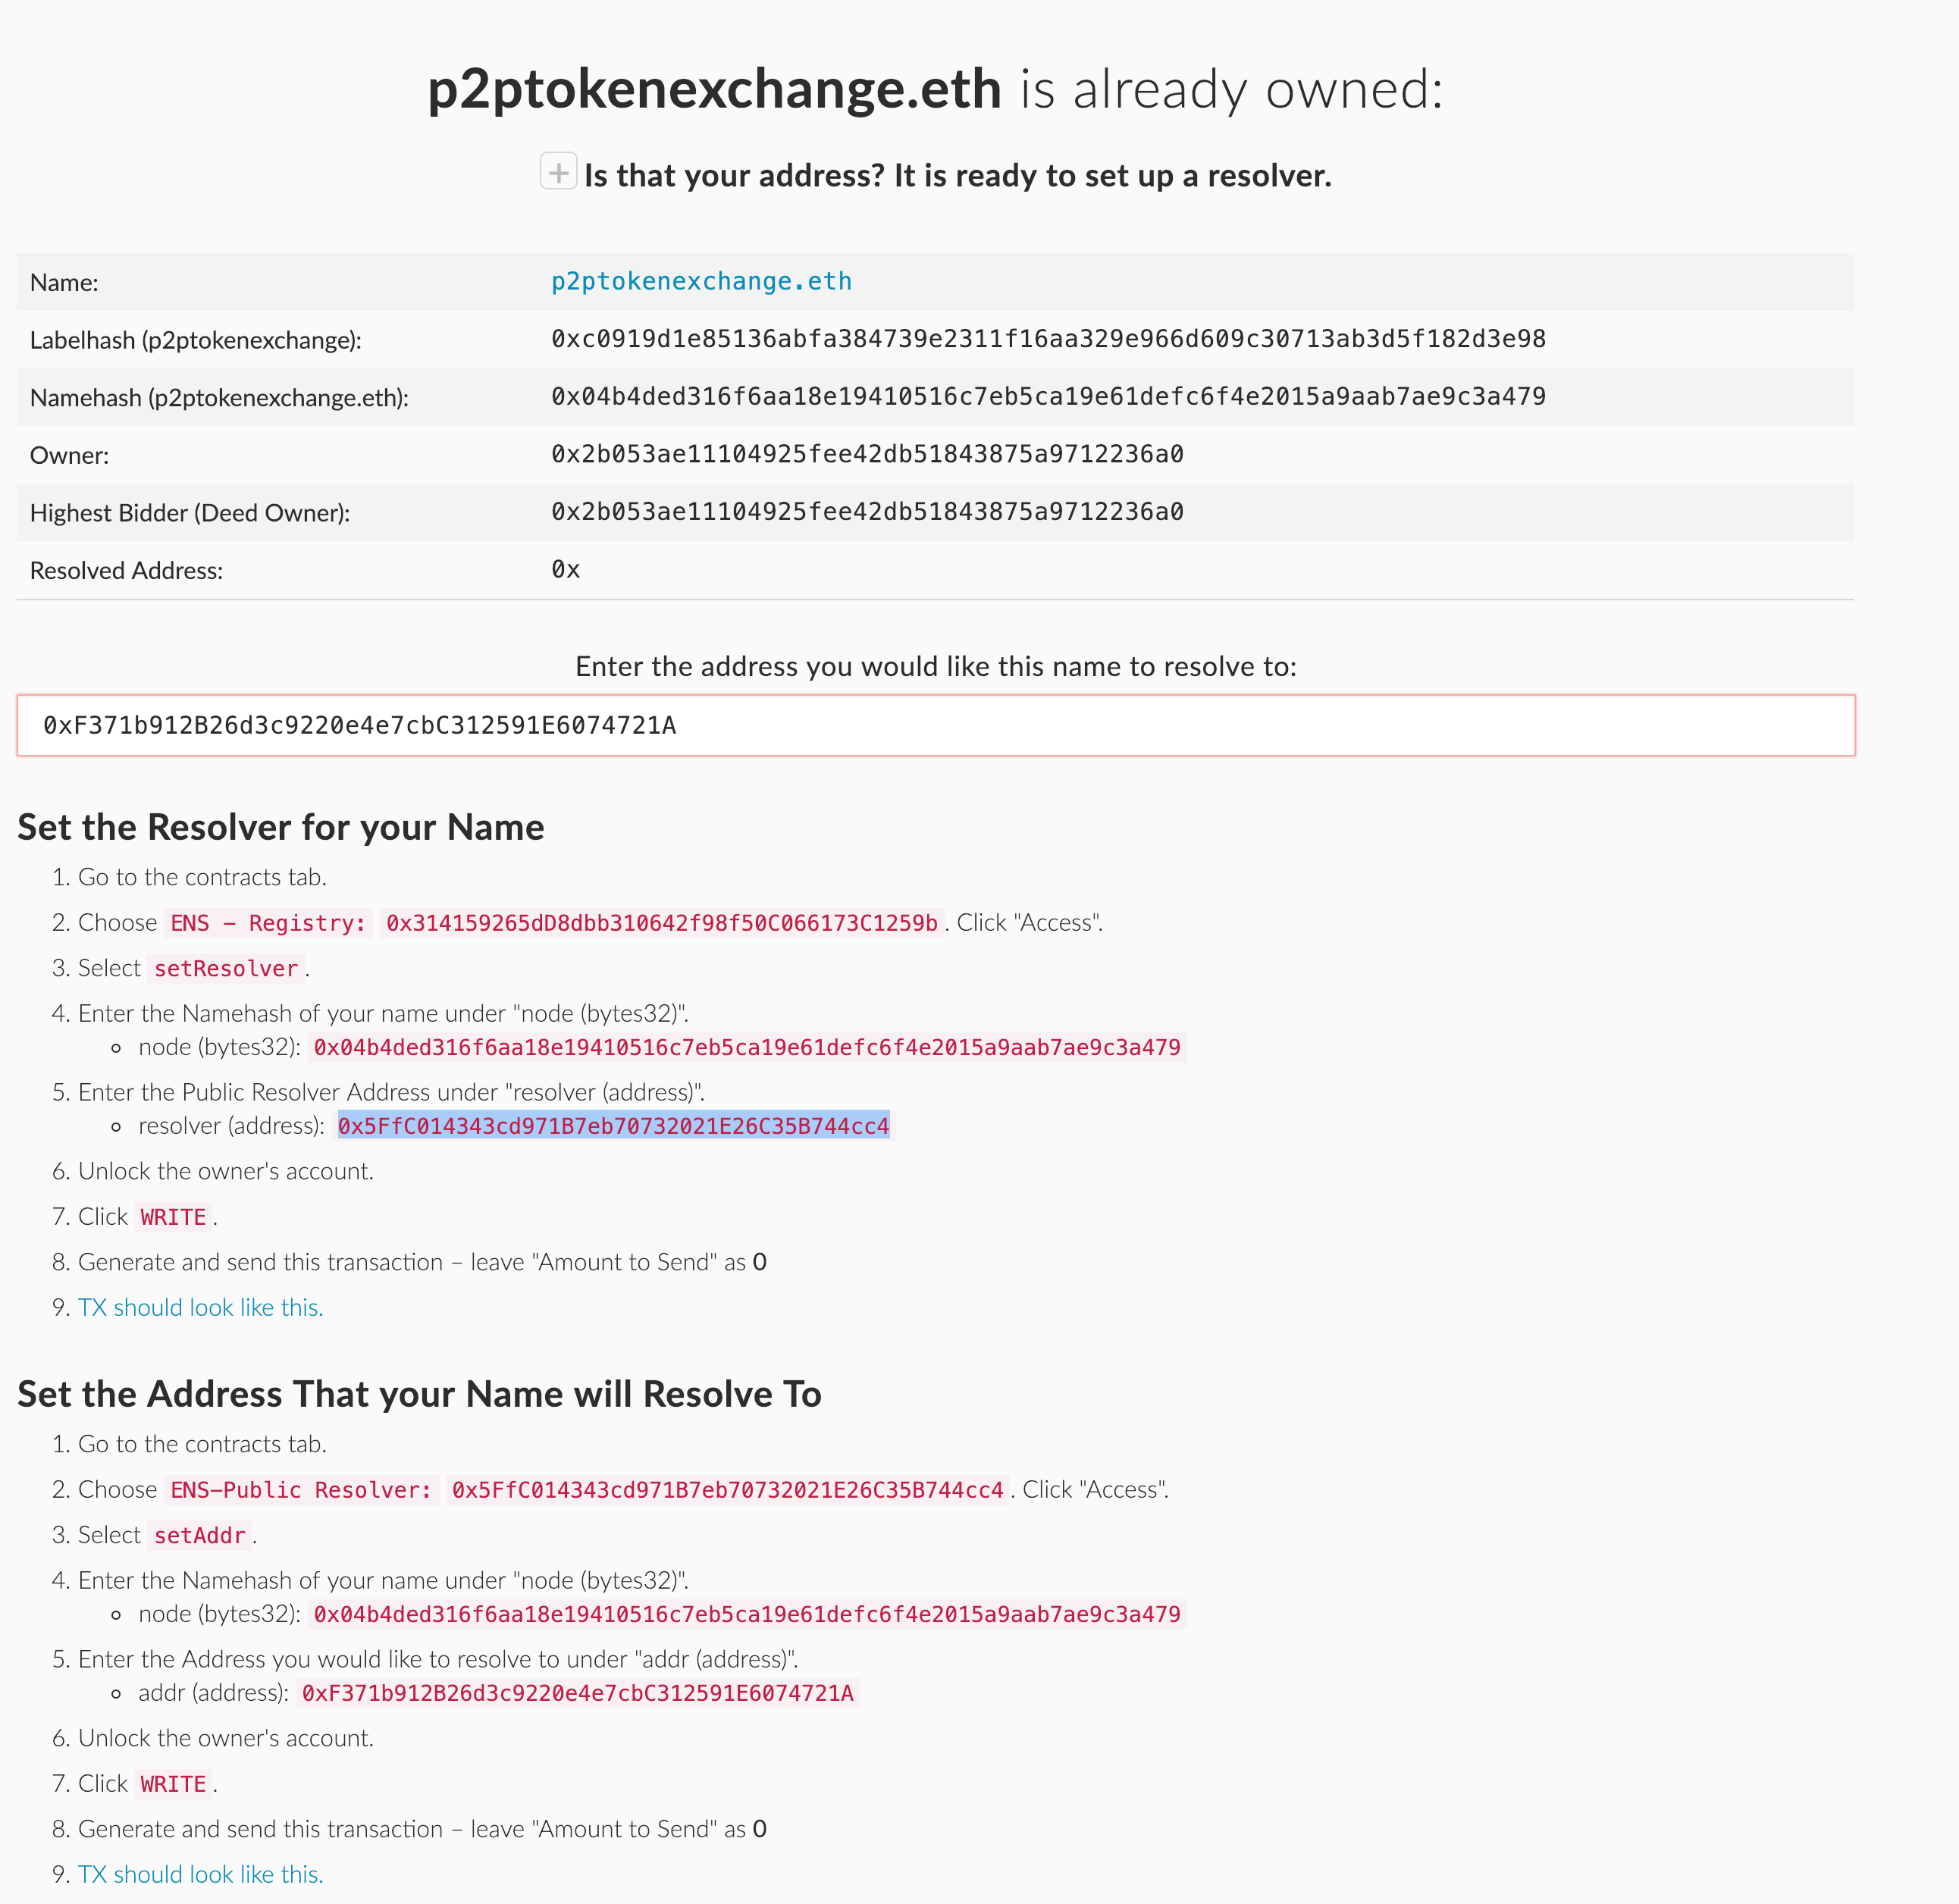 p2ptokenexchange.eth is already owned:
Is that your address? It is ready to set up a resolver.
Name: p2ptokenexchange.eth
Labelhash (p2ptokenexchange): 0xc0919d1e85136abfa384739e2311f16aa329e966d609c30713ab3d5f182d3e98
Namehash (p2ptokenexchange.eth): 0x04b4ded316f6aa18e19410516c7eb5ca19e61defc6f4e2015a9aab7ae9c3a479
Owner: 0x2b053ae11104925fee42db51843875a9712236a0
Highest Bidder (Deed Owner): 0x2b053ae11104925fee42db51843875a9712236a0
Resolved Address: 0x
Enter the address you would like this name to resolve to:
0xF371b912B26d3c9220e4e7cbC312591E6074721A
Set the Resolver for your Name
1. Go to the contracts tab.
2. Choose ENS - Registry: 0x314159265dD8dbb310642f98f50C066173C1259b. Click "Access".
3. Select setResolver.
4. Enter the Namehash of your name under "node (bytes32)".
node (bytes32): 0x04b4ded316f6aa18e19410516c7eb5ca19e61defc6f4e2015a9aab7ae9c3a479
5. Enter the Public Resolver Address under "resolver (address)".
resolver (address): 0x5FfC014343cd971B7eb70732021E26C35B744cc4
6. Unlock the owner's account.
7. Click WRITE.
8. Generate and send this transaction – leave "Amount to Send" as 0
9. TX should look like this.
Set the Address That your Name will Resolve To
1. Go to the contracts tab.
2. Choose ENS-Public Resolver: 0x5FfC014343cd971B7eb70732021E26C35B744cc4. Click "Access".
3. Select setAddr.
4. Enter the Namehash of your name under "node (bytes32)".
node (bytes32): 0x04b4ded316f6aa18e19410516c7eb5ca19e61defc6f4e2015a9aab7ae9c3a479
5. Enter the Address you would like to resolve to under "addr (address)".
addr (address): 0xF371b912B26d3c9220e4e7cbC312591E6074721A
6. Unlock the owner's account.
7. Click WRITE.
8. Generate and send this transaction – leave "Amount to Send" as 0
9. TX should look like this.